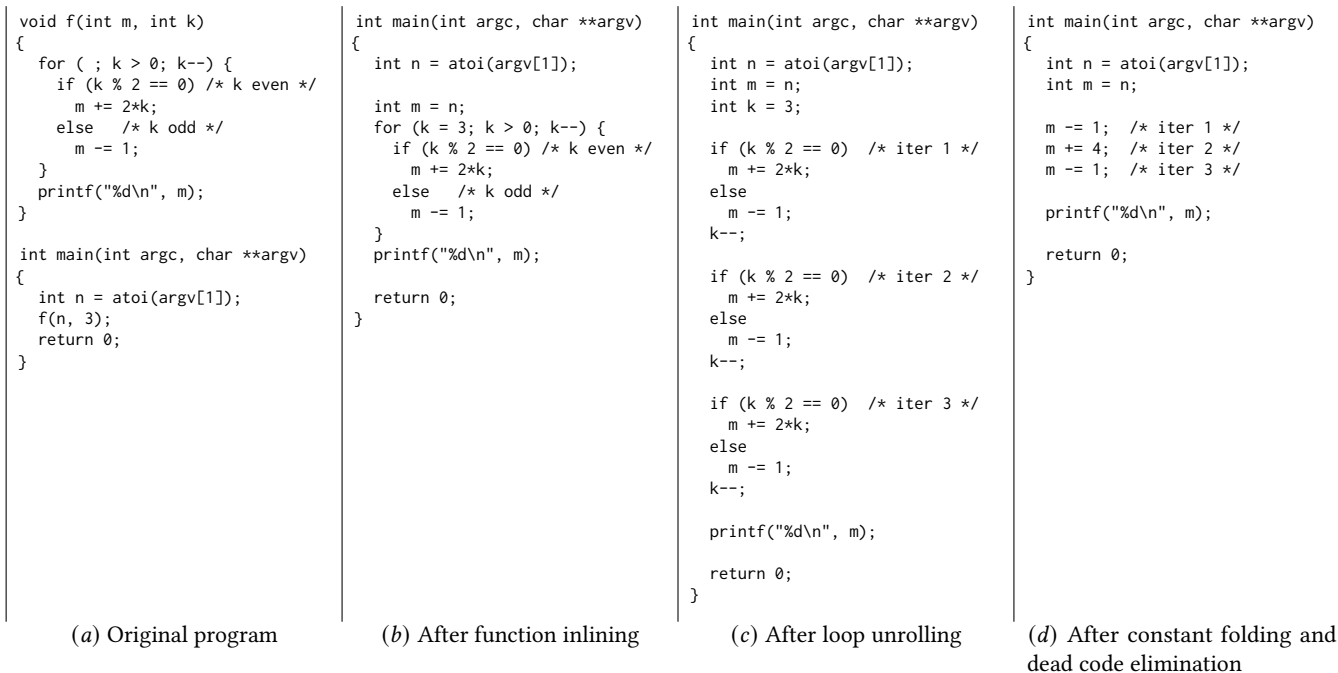 void f(int m, int k)
{
  for ( ; k > 0; k--) {
    if (k % 2 == 0) /* k even */
      m += 2*k;
    else   /* k odd */
      m -= 1;
  }
  printf("%d\n", m);
}

int main(int argc, char **argv)
{
  int n = atoi(argv[1]);
  f(n, 3);
  return 0;
}
(a) Original program

int main(int argc, char **argv)
{
  int n = atoi(argv[1]);

  int m = n;
  for (k = 3; k > 0; k--) {
    if (k % 2 == 0) /* k even */
      m += 2*k;
    else   /* k odd */
      m -= 1;
  }
  printf("%d\n", m);

  return 0;
}
(b) After function inlining

int main(int argc, char **argv)
{
  int n = atoi(argv[1]);
  int m = n;
  int k = 3;

  if (k % 2 == 0)  /* iter 1 */
    m += 2*k;
  else
    m -= 1;
  k--;

  if (k % 2 == 0)  /* iter 2 */
    m += 2*k;
  else
    m -= 1;
  k--;

  if (k % 2 == 0)  /* iter 3 */
    m += 2*k;
  else
    m -= 1;
  k--;

  printf("%d\n", m);

  return 0;
}
(c) After loop unrolling

int main(int argc, char **argv)
{
  int n = atoi(argv[1]);
  int m = n;

  m -= 1;  /* iter 1 */
  m += 4;  /* iter 2 */
  m -= 1;  /* iter 3 */

  printf("%d\n", m);

  return 0;
}
(d) After constant folding and
dead code elimination